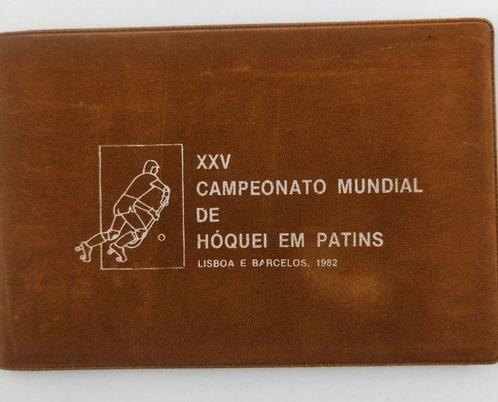 XXV
CAMPEONATO MUNDIAL
DE
HÓQUEI EM PATINS
LISBOA E BARCELOS, 1982